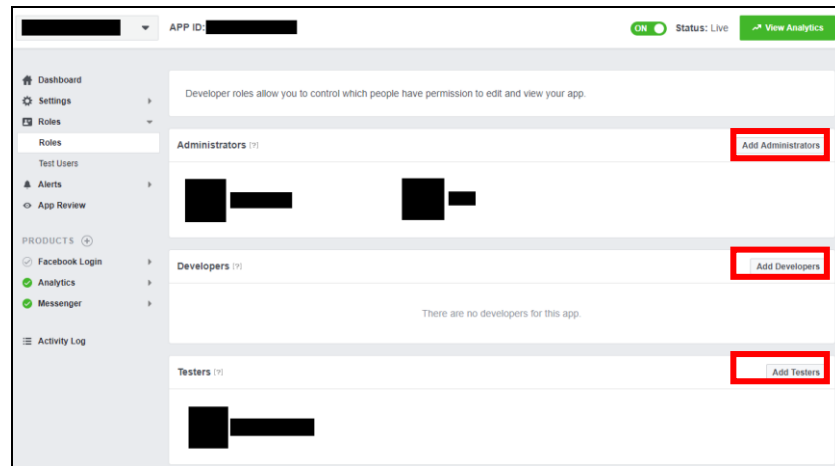 APP ID:
ON Status: Live
View Analytics
Dashboard
Settings
Roles
Roles
Test Users
Alerts
App Review
PRODUCTS
Facebook Login
Analytics
Messenger
Activity Log
Developer roles allow you to control which people have permission to edit and view your app.
Administrators [?]
Add Administrators
Developers [?]
Add Developers
There are no developers for this app.
Testers [?]
Add Testers